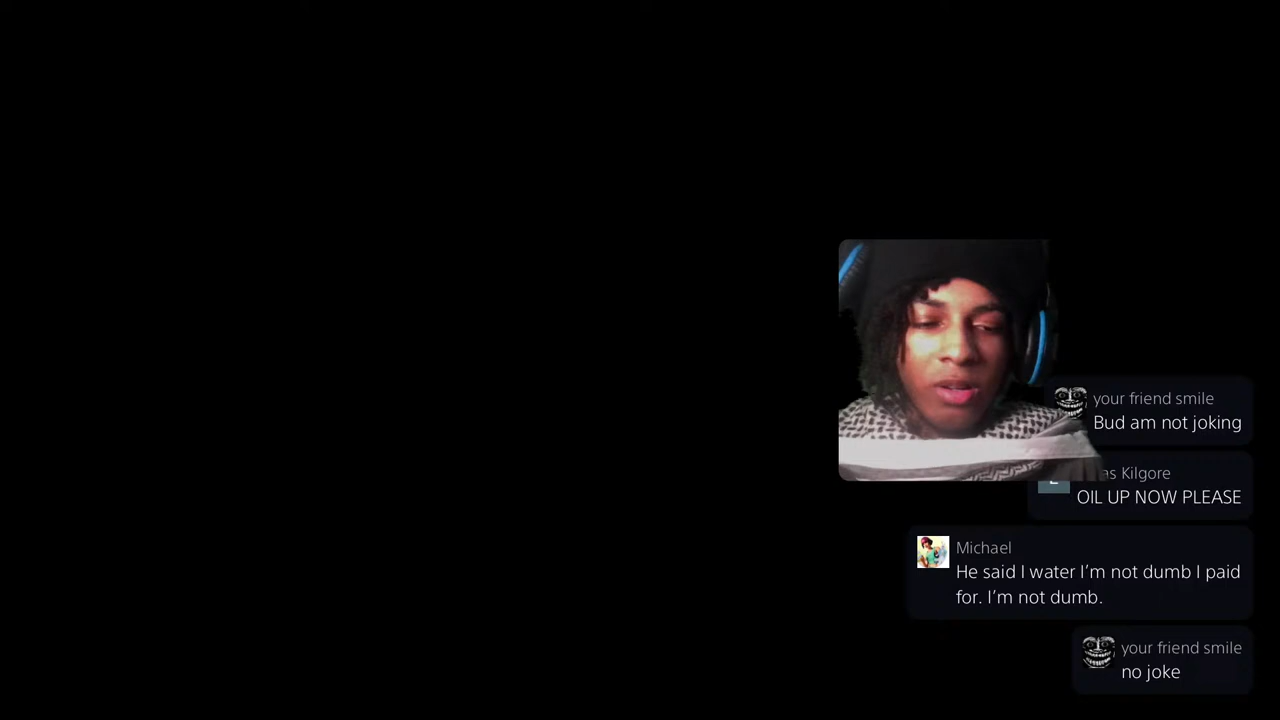 your friend smile
Bud am not joking
as Kilgore
OIL UP NOW PLEASE
Michael
He said I water I’m not dumb I paid
for. I’m not dumb.
your friend smile
no joke